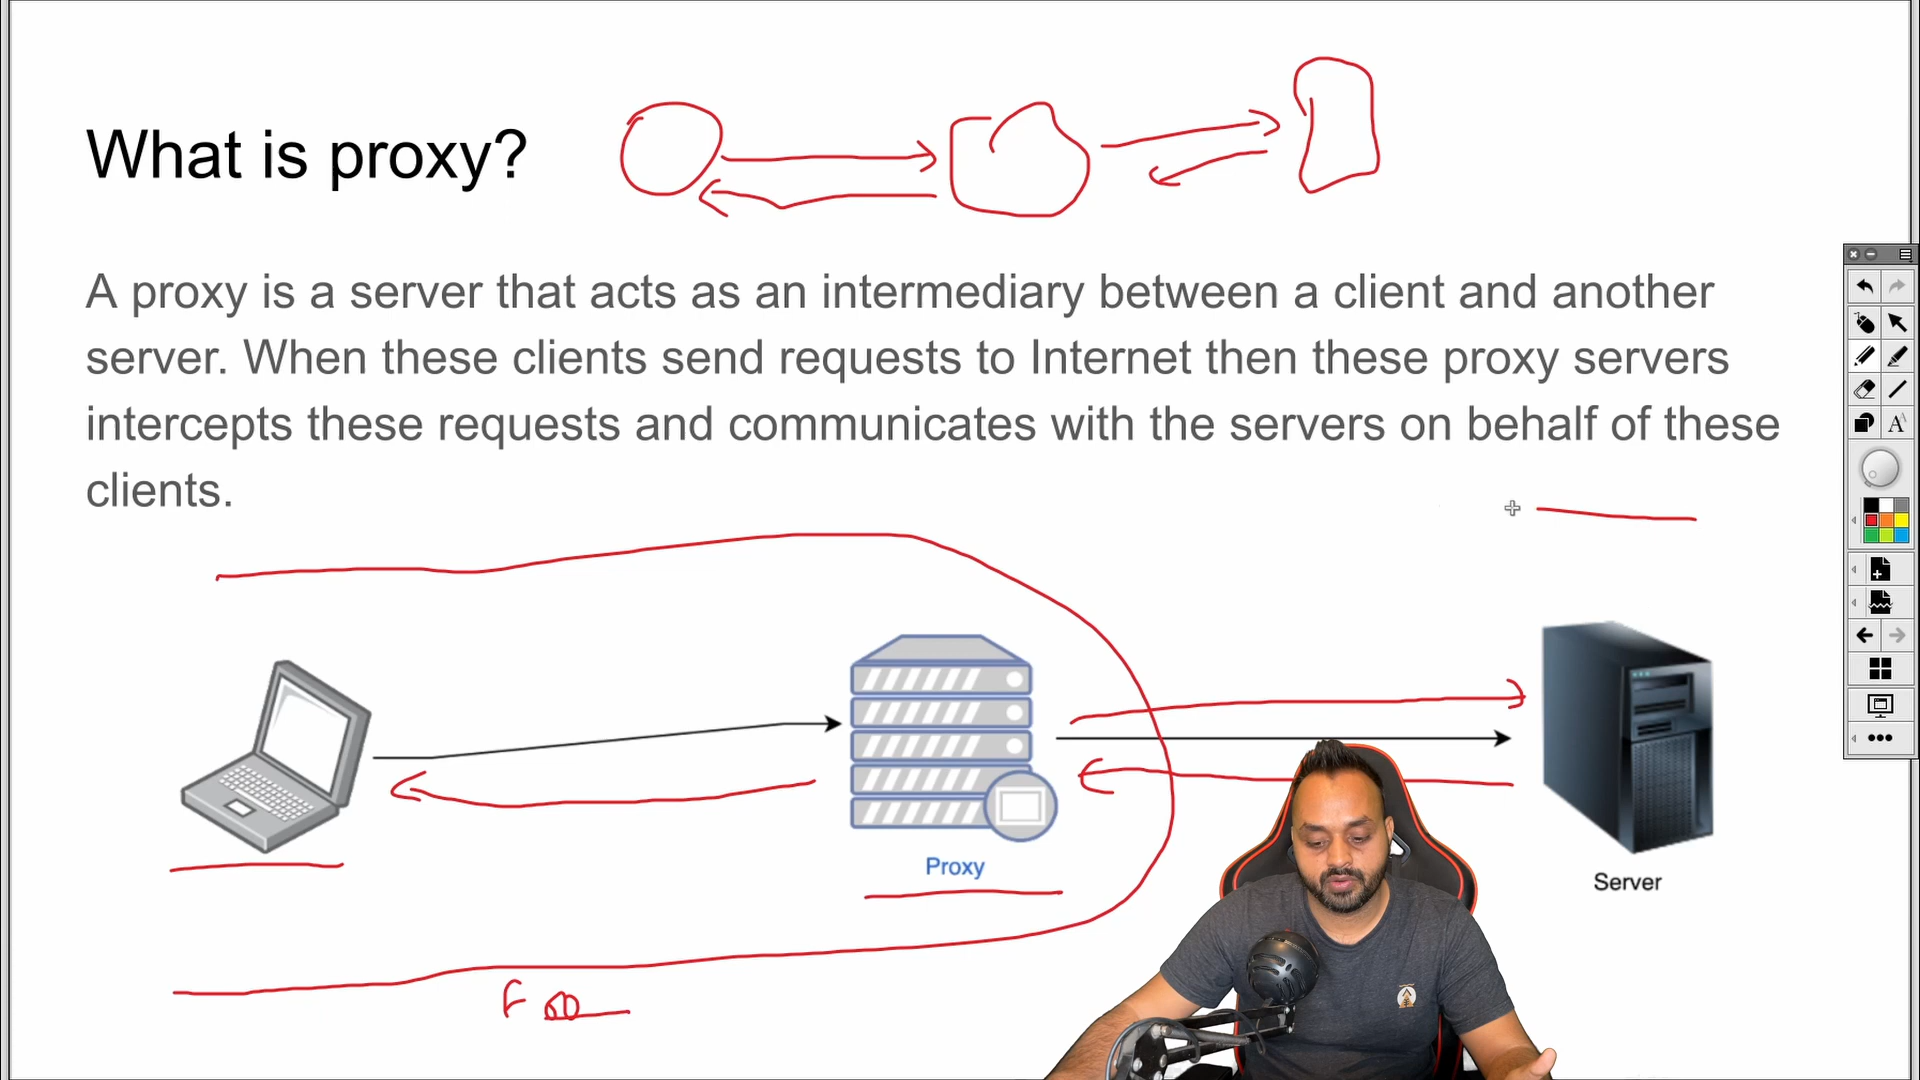 What is proxy?
A proxy is a server that acts as an intermediary between a client and another
server. When these clients send requests to Internet then these proxy servers
intercepts these requests and communicates with the servers on behalf of these
clients.
Proxy
Server